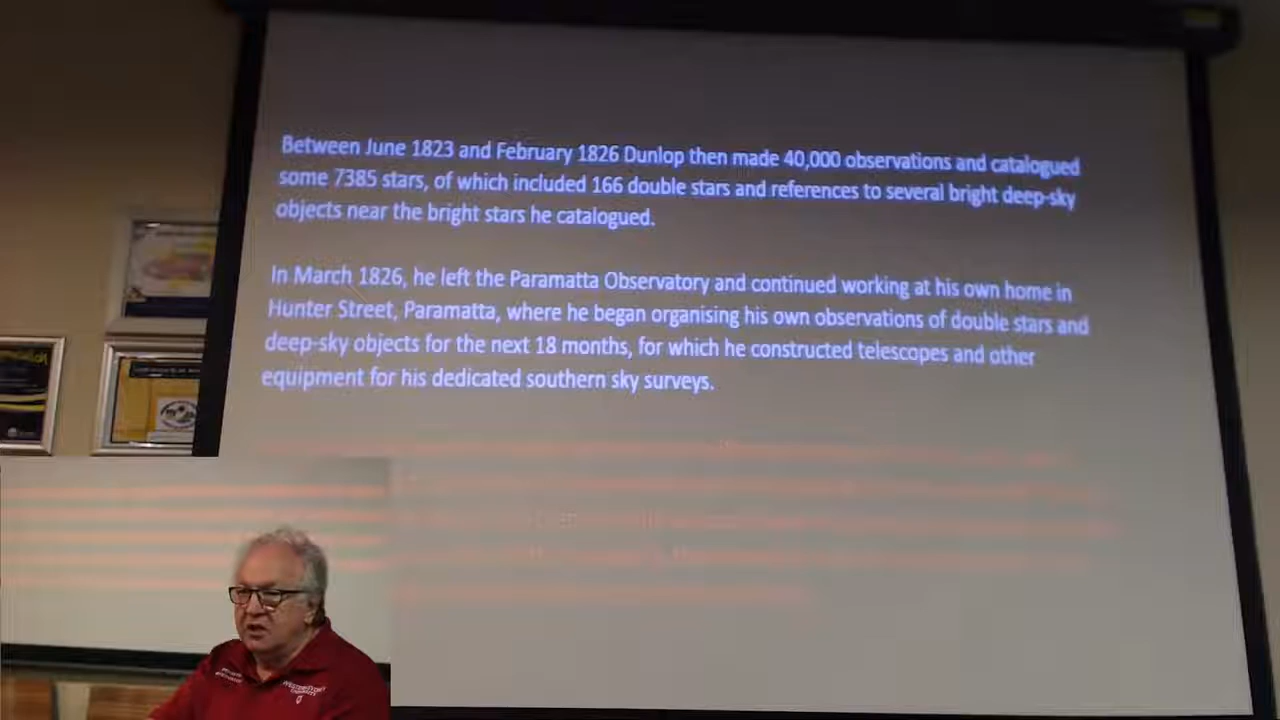 Between June 1823 and February 1826 Dunlop then made 40,000 observations and catalogued
some 7385 stars, of which included 166 double stars and references to several bright deep-sky
objects near the bright stars he catalogued.
In March 1826, he left the Paramatta Observatory and continued working at his own home in
Hunter Street, Paramatta, where he began organising his own observations of double stars and
deep-sky objects for the next 18 months, for which he constructed telescopes and other
equipment for his dedicated southern sky surveys.